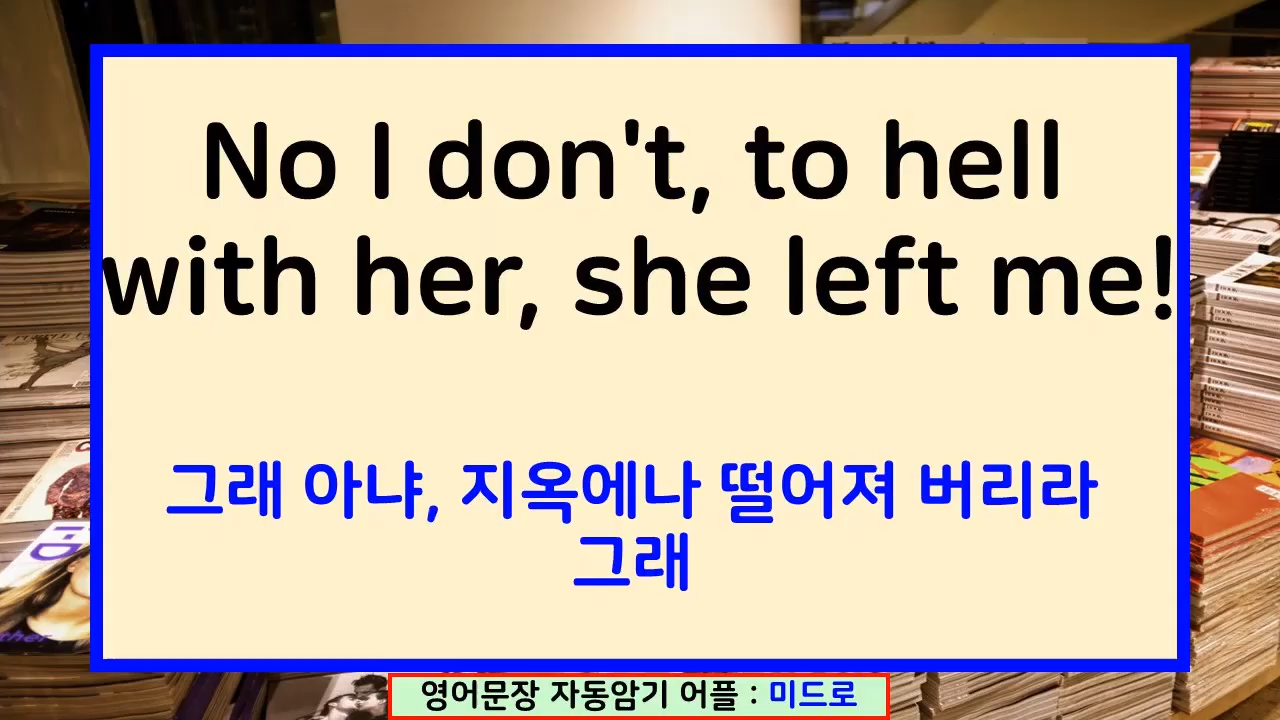 No I don't, to hell
with her, she left me!
그래 아냐, 지옥에나 떨어져 버리라
그래
영어문장 자동암기 어플 : 미드로
i-D